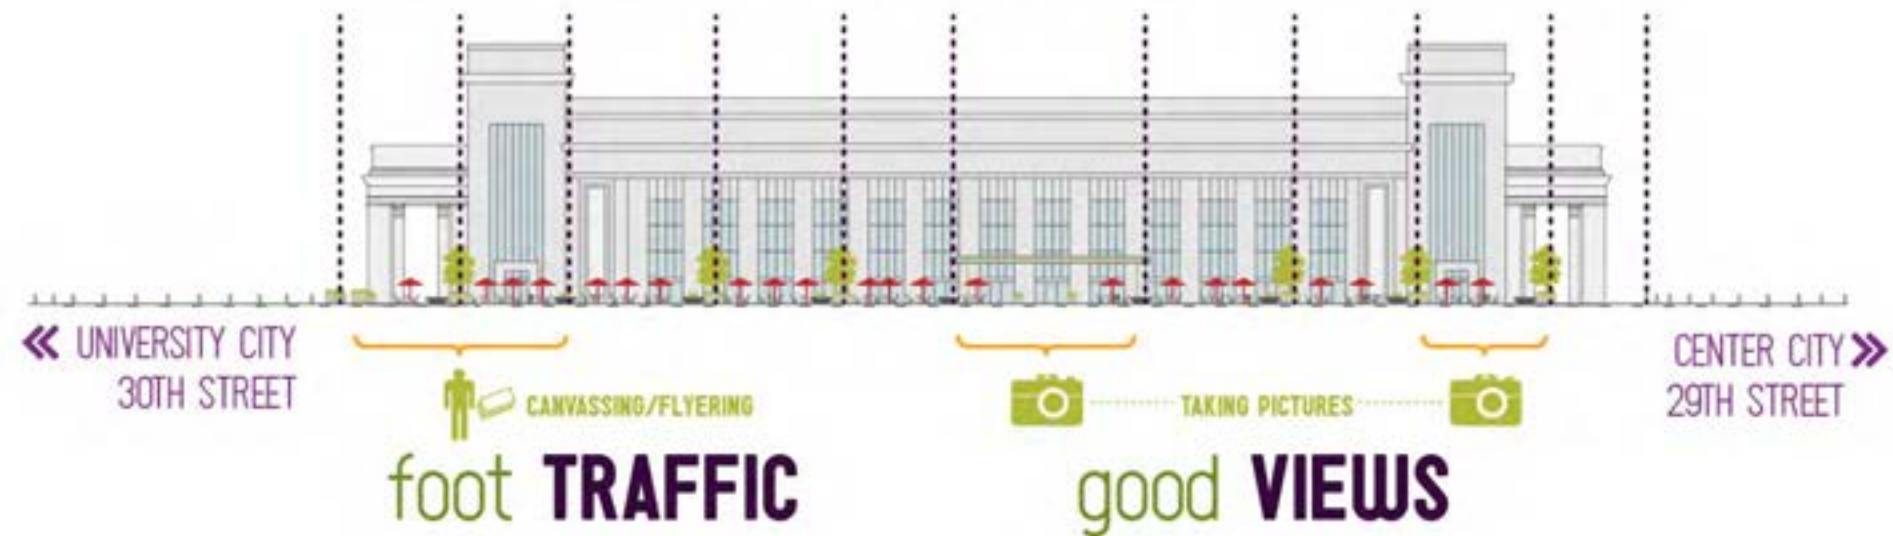 « UNIVERSITY CITY
30TH STREET
CENTER CITY »
29TH STREET
CANVASSING/FLYERING
TAKING PICTURES
foot TRAFFIC
good VIEWS